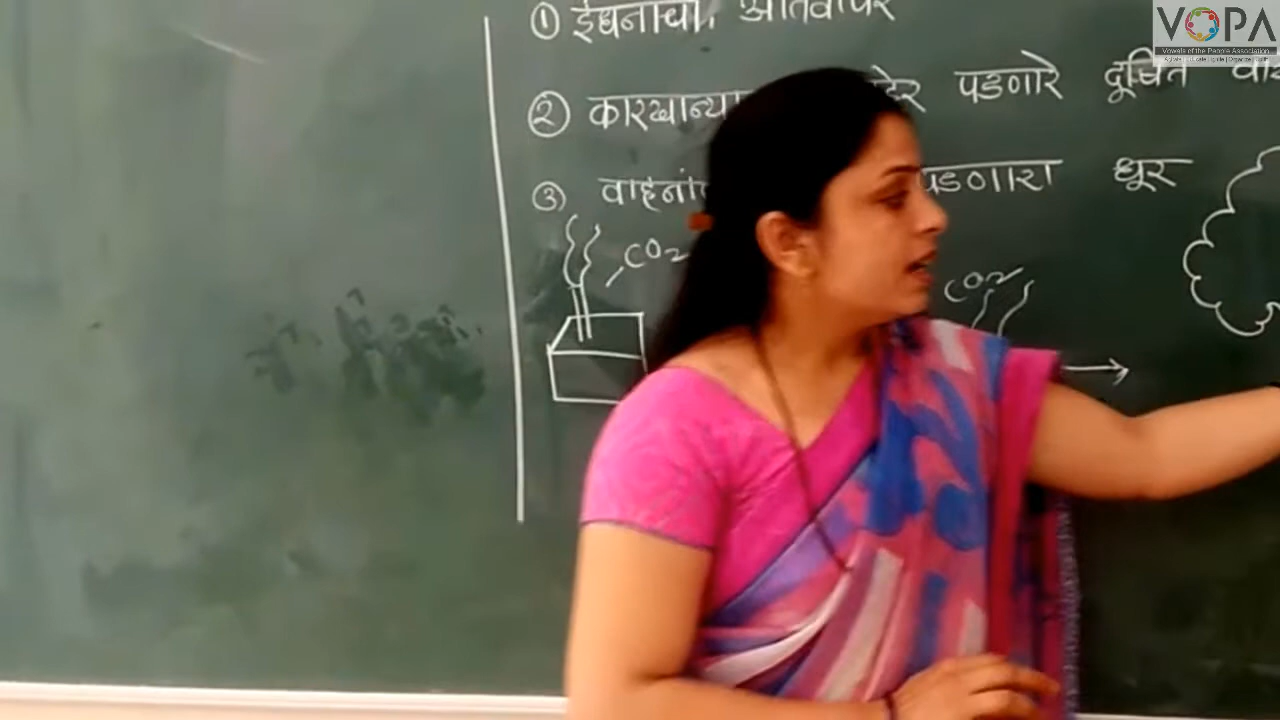 ① इंधनाचा अतिवापर
② कारखान्या पडणारे दूषित
③ वाहनां पडणारा धूर
CO₂
CO₂
VOPA
Vowels of the People Association